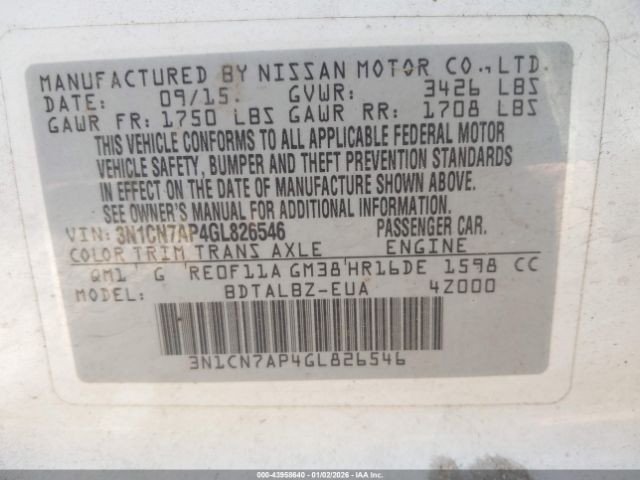 MANUFACTURED BY NISSAN MOTOR CO.,LTD.
DATE: 09/15. GVWR: 3426 LBS
GAWR FR: 1750 LBS GAWR RR: 1708 LBS
THIS VEHICLE CONFORMS TO ALL APPLICABLE FEDERAL MOTOR
VEHICLE SAFETY, BUMPER AND THEFT PREVENTION STANDARDS
IN EFFECT ON THE DATE OF MANUFACTURE SHOWN ABOVE.
SEE OWNER'S MANUAL FOR ADDITIONAL INFORMATION.
VIN: 3N1CN7AP4GL826546 PASSENGER CAR.
COLOR TRIM TRANS AXLE ENGINE
QM1 G RE0F11A GM38 HR16DE 1598 CC
MODEL: BDTALBZ-EUA 4Z000
3N1CN7AP4GL826546
000-43958640 - 01/02/2026 - IAA Inc.